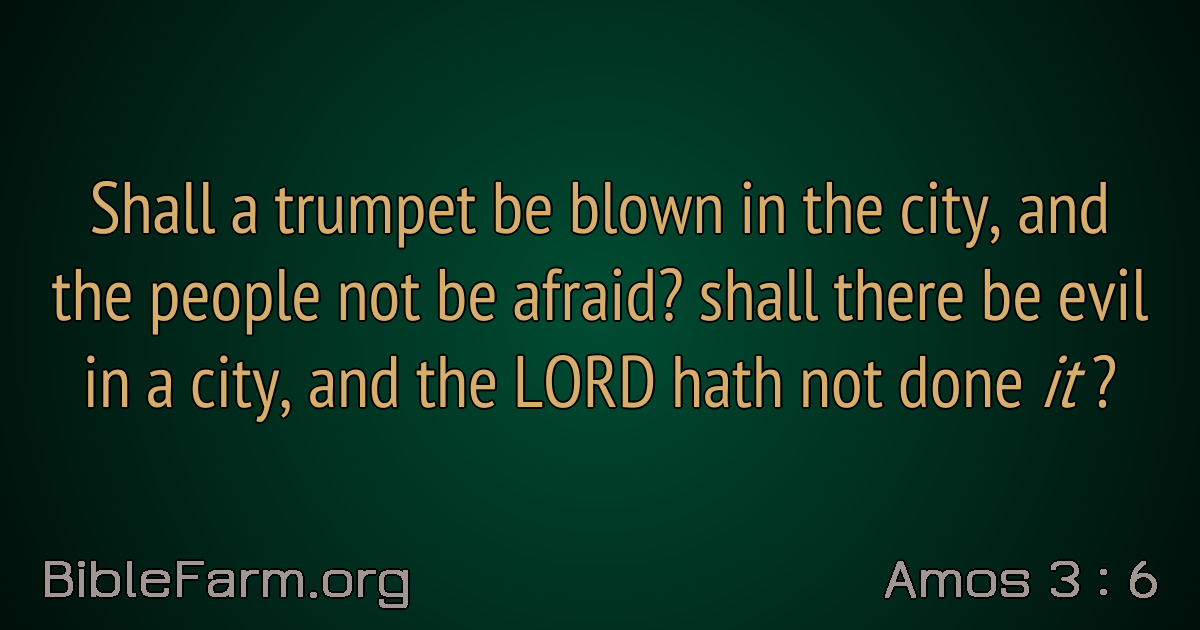 Shall a trumpet be blown in the city, and
the people not be afraid? shall there be evil
in a city, and the LORD hath not done it ?
BibleFarm.org
Amos 3 : 6